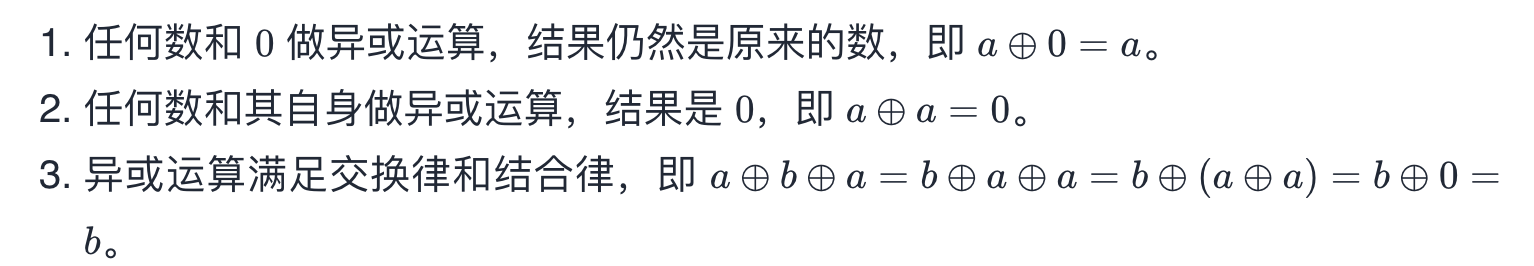 1. 任何数和 0 做异或运算，结果仍然是原来的数，即 a ⊕ 0 = a。
2. 任何数和其自身做异或运算，结果是 0，即 a ⊕ a = 0。
3. 异或运算满足交换律和结合律，即 a ⊕ b ⊕ a = b ⊕ a ⊕ a = b ⊕ (a ⊕ a) = b ⊕ 0 =
b。